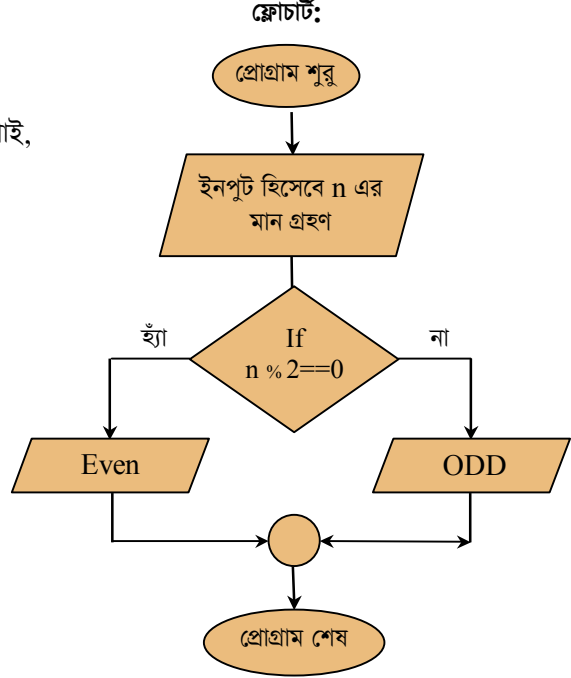 ফ্লোচার্ট:
প্রোগ্রাম শুরু
ইনপুট হিসেবে n এর
মান গ্রহণ
If
n % 2==0
হ্যাঁ
না
Even
ODD
প্রোগ্রাম শেষ